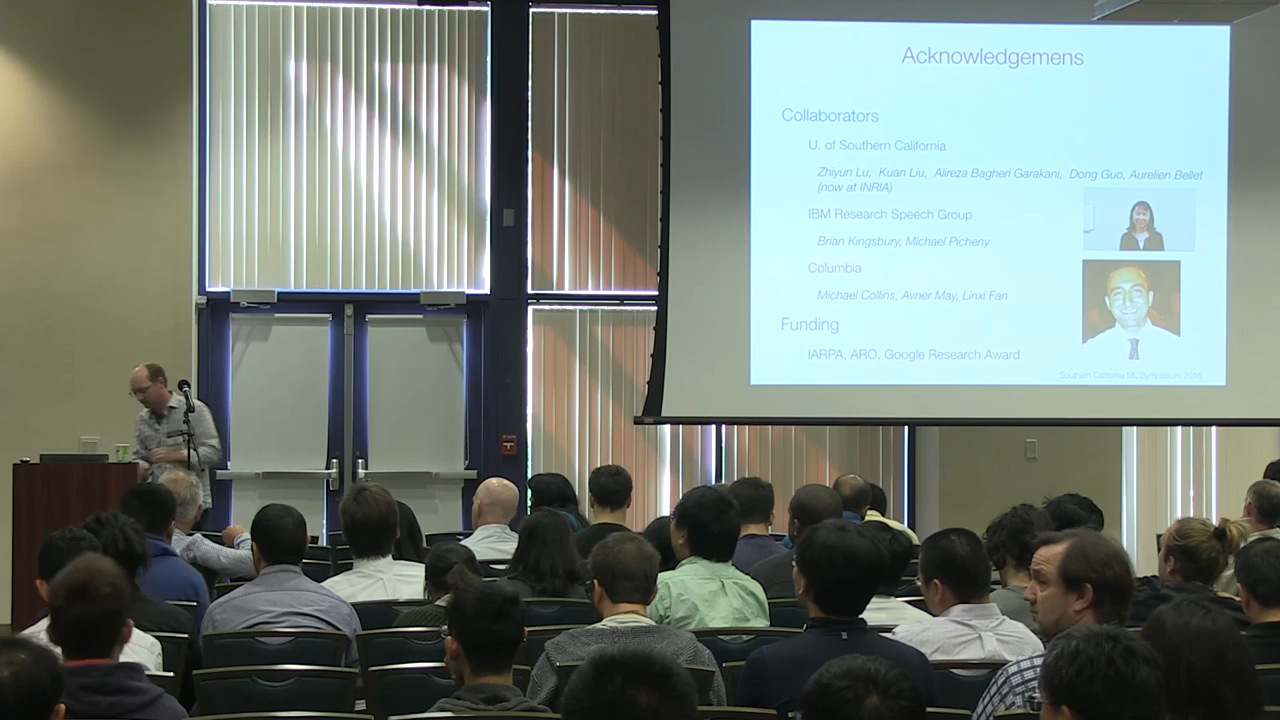 Acknowledgemens
Collaborators
U. of Southern California
Zhiyun Lu, Kuan Liu, Alireza Bagheri Garakani, Dong Guo, Aurelien Bellet
(now at INRIA)
IBM Research Speech Group
Brian Kingsbury, Michael Picheny
Columbia
Michael Collins, Avner May, Linxi Fan
Funding
IARPA, ARO, Google Research Award
Southern California ML Symposium 2016